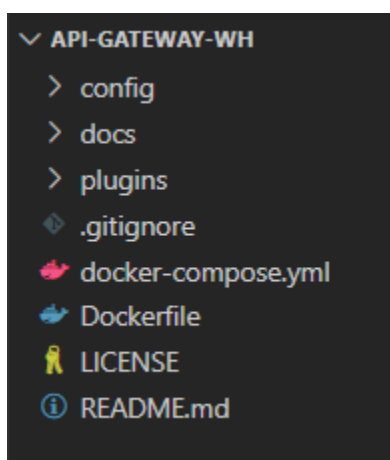 API-GATEWAY-WH
config
docs
plugins
.gitignore
docker-compose.yml
Dockerfile
LICENSE
README.md